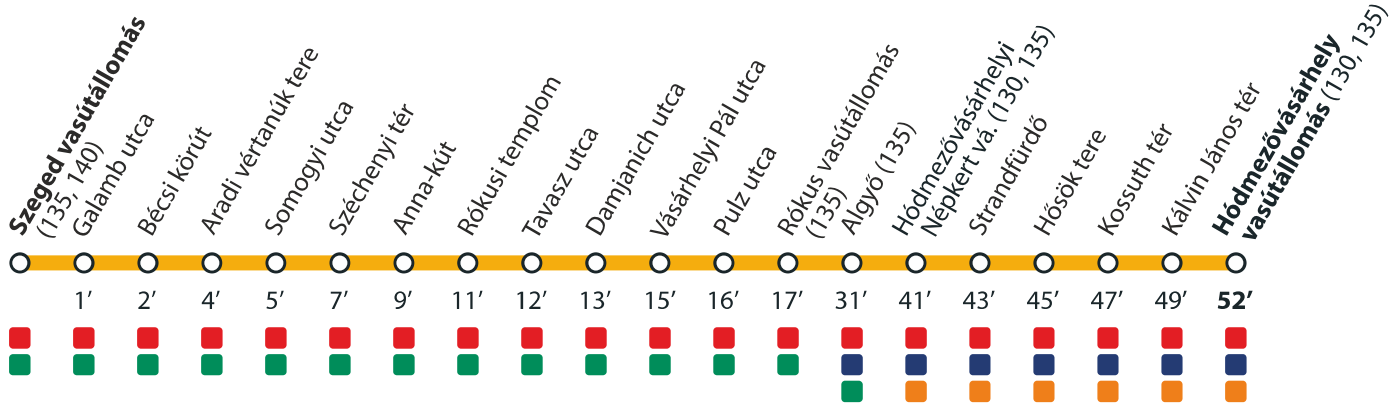 Szeged vasútállomás
(135, 140)
Galamb utca
Bécsi körút
Aradi vértanúk tere
Somogyi utca
Széchenyi tér
Anna-kút
Rókusi templom
Tavasz utca
Damjanich utca
Vásárhelyi Pál utca
Pulz utca
Rókus vasútállomás
(135)
Algyő (135)
Hódmezővásárhelyi
Népkert vá. (130, 135)
Strandfürdő
Hősök tere
Kossuth tér
Kálvin János tér
Hódmezővásárhely
vasútállomás (130, 135)
1’ 2’ 4’ 5’ 7’ 9’ 11’ 12’ 13’ 15’ 16’ 17’ 31’ 41’ 43’ 45’ 47’ 49’ 52’